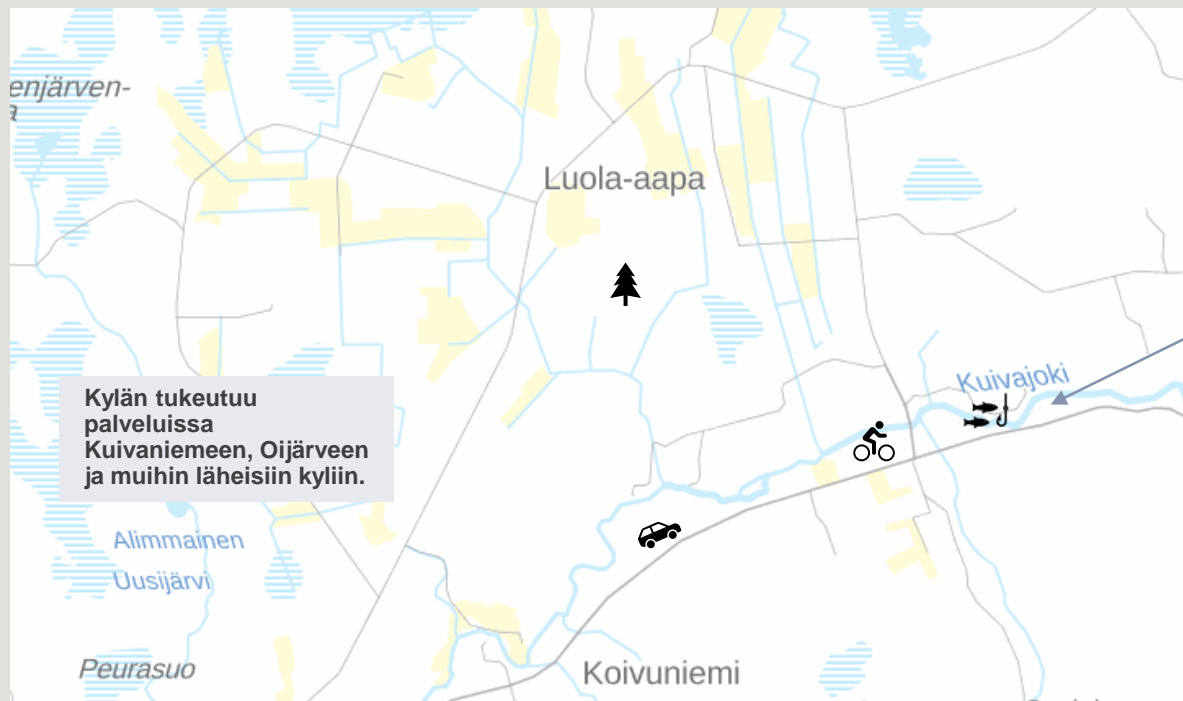 enjärven-
a
Luola-aapa
Kuivajoki
Kylän tukeutuu
palveluissa
Kuivaniemeen, Oijärveen
ja muihin läheisiin kyliin.
Alimmainen
Uusijärvi
Peurasuo
Koivuniemi